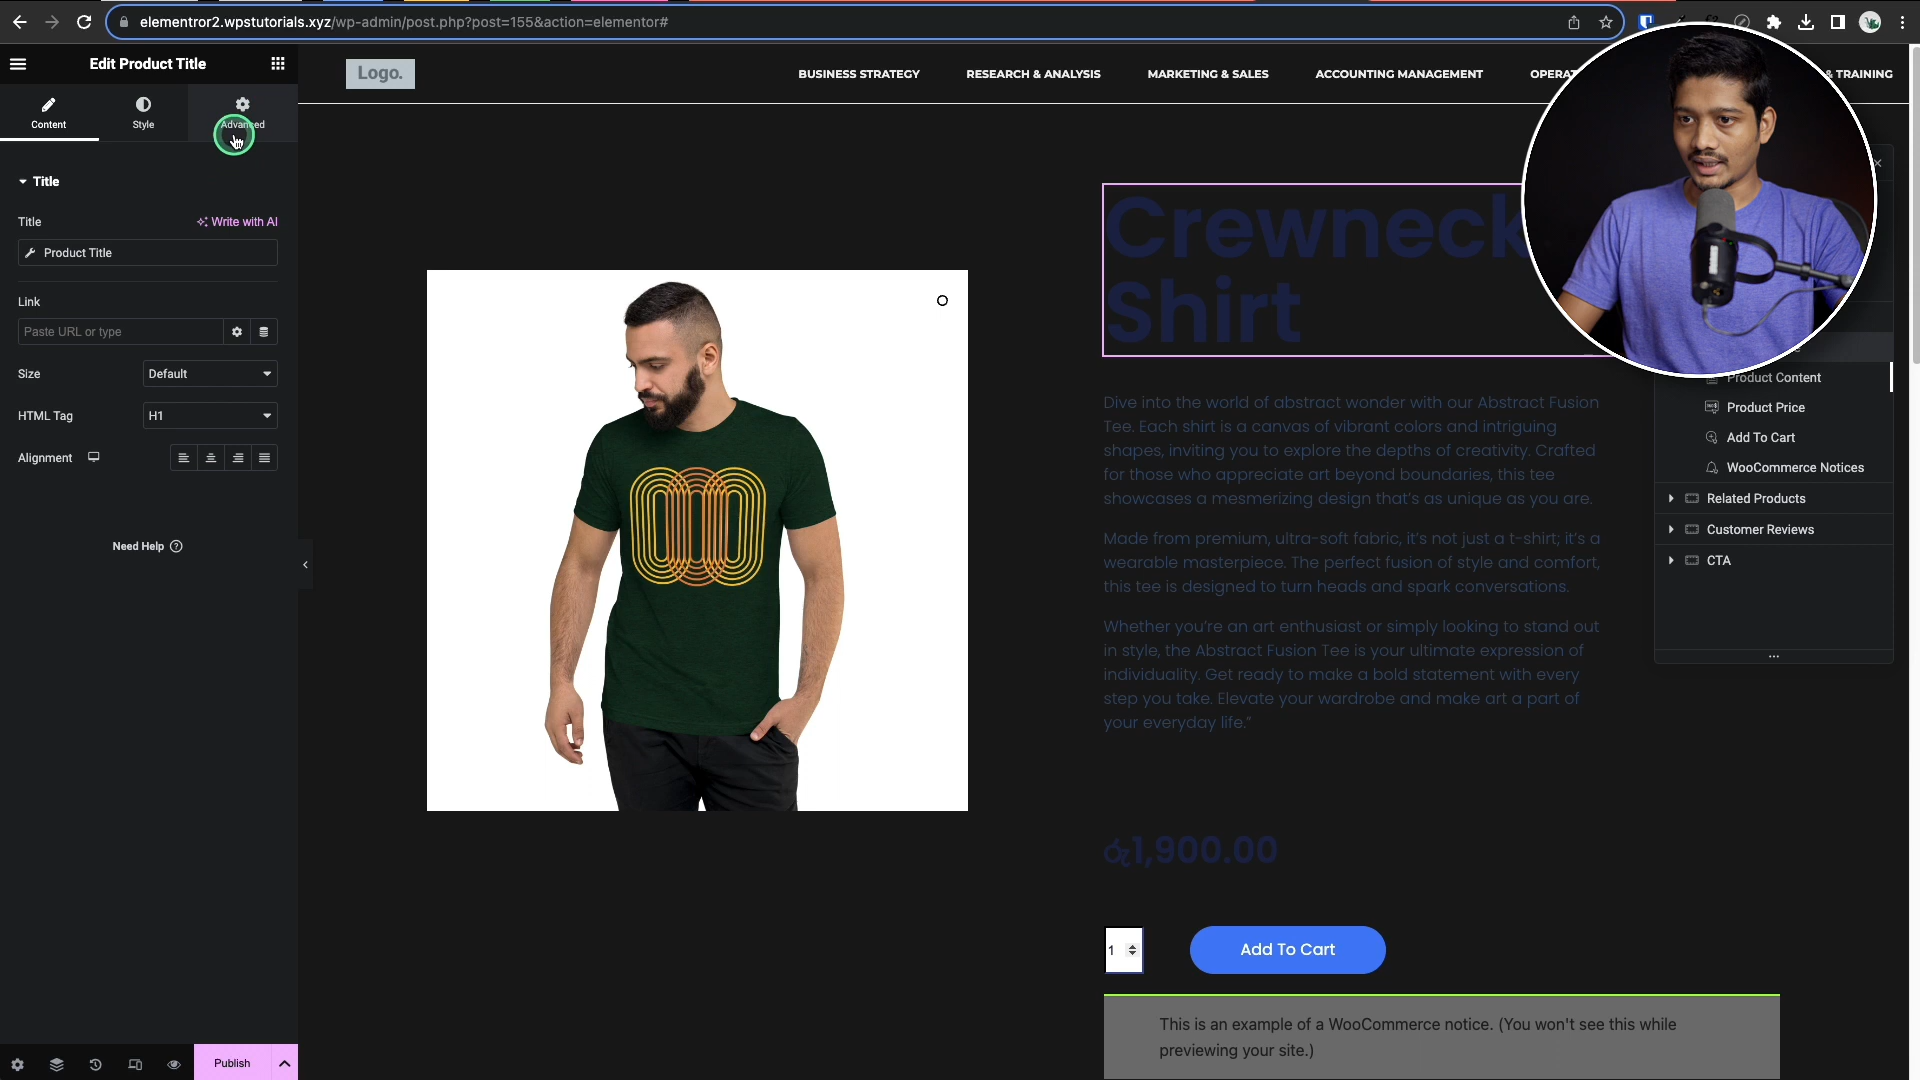 elementror2.wpstutorials.xyz/wp-admin/post.php?post=155&action=elementor#
Edit Product Title
Content
Style
Advanced
Title
Title
Write with AI
Product Title
Link
Paste URL or type
Size
Default
HTML Tag
H1
Alignment
Need Help
Publish
Logo.
BUSINESS STRATEGY
RESEARCH & ANALYSIS
MARKETING & SALES
ACCOUNTING MANAGEMENT
& TRAINING
Crewneck
Shirt
Dive into the world of abstract wonder with our Abstract Fusion
Tee. Each shirt is a canvas of vibrant colors and intriguing
shapes, inviting you to explore the depths of creativity. Crafted
for those who appreciate art beyond boundaries, this tee
showcases a mesmerizing design that's as unique as you are.
Made from premium, ultra-soft fabric, it's not just a t-shirt; it's a
wearable masterpiece. The perfect fusion of style and comfort,
this tee is designed to turn heads and spark conversations.
Whether you're an art enthusiast or simply looking to stand out
in style, the Abstract Fusion Tee is your ultimate expression of
individuality. Get ready to make a bold statement with every
step you take. Elevate your wardrobe and make art a part of
your everyday life."
රු1,900.00
1
Add To Cart
This is an example of a WooCommerce notice. (You won't see this while
previewing your site.)
Product Content
Product Price
Add To Cart
WooCommerce Notices
Related Products
Customer Reviews
CTA